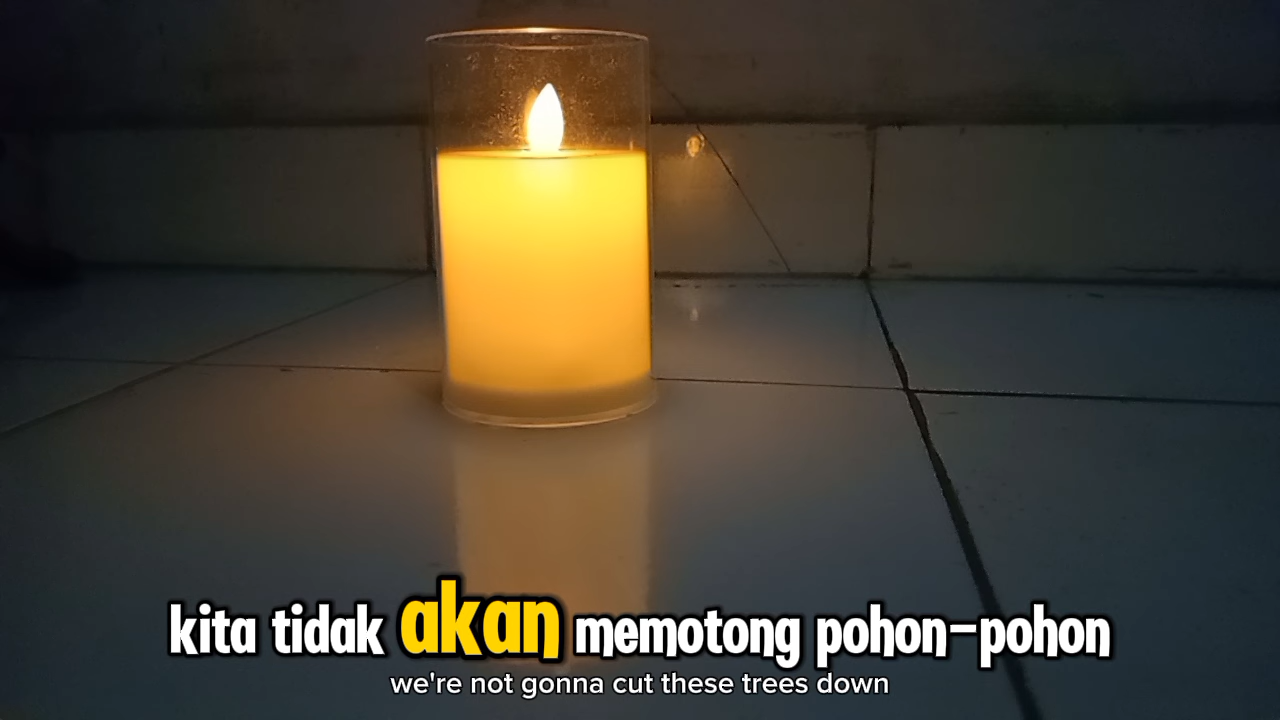 kita tidak akan memotong pohon-pohon
we're not gonna cut these trees down